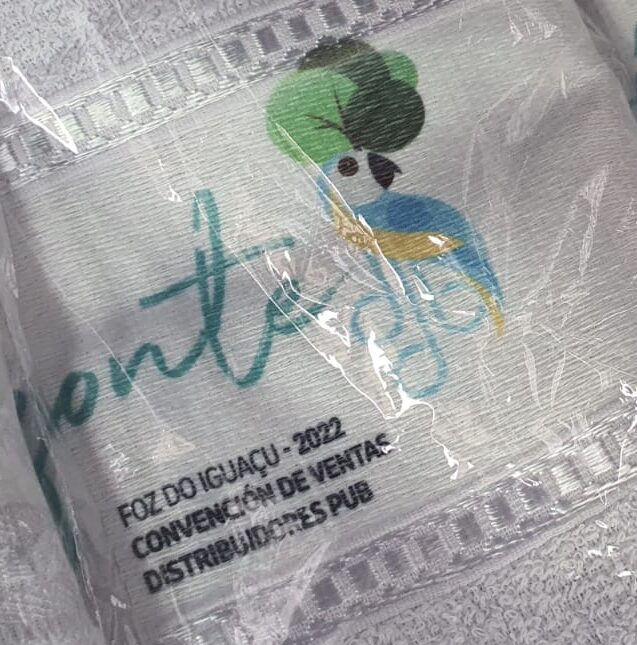 FOZ DO IGUAÇU - 2022
CONVENCIÓN DE VENTAS
DISTRIBUIDORES PUB